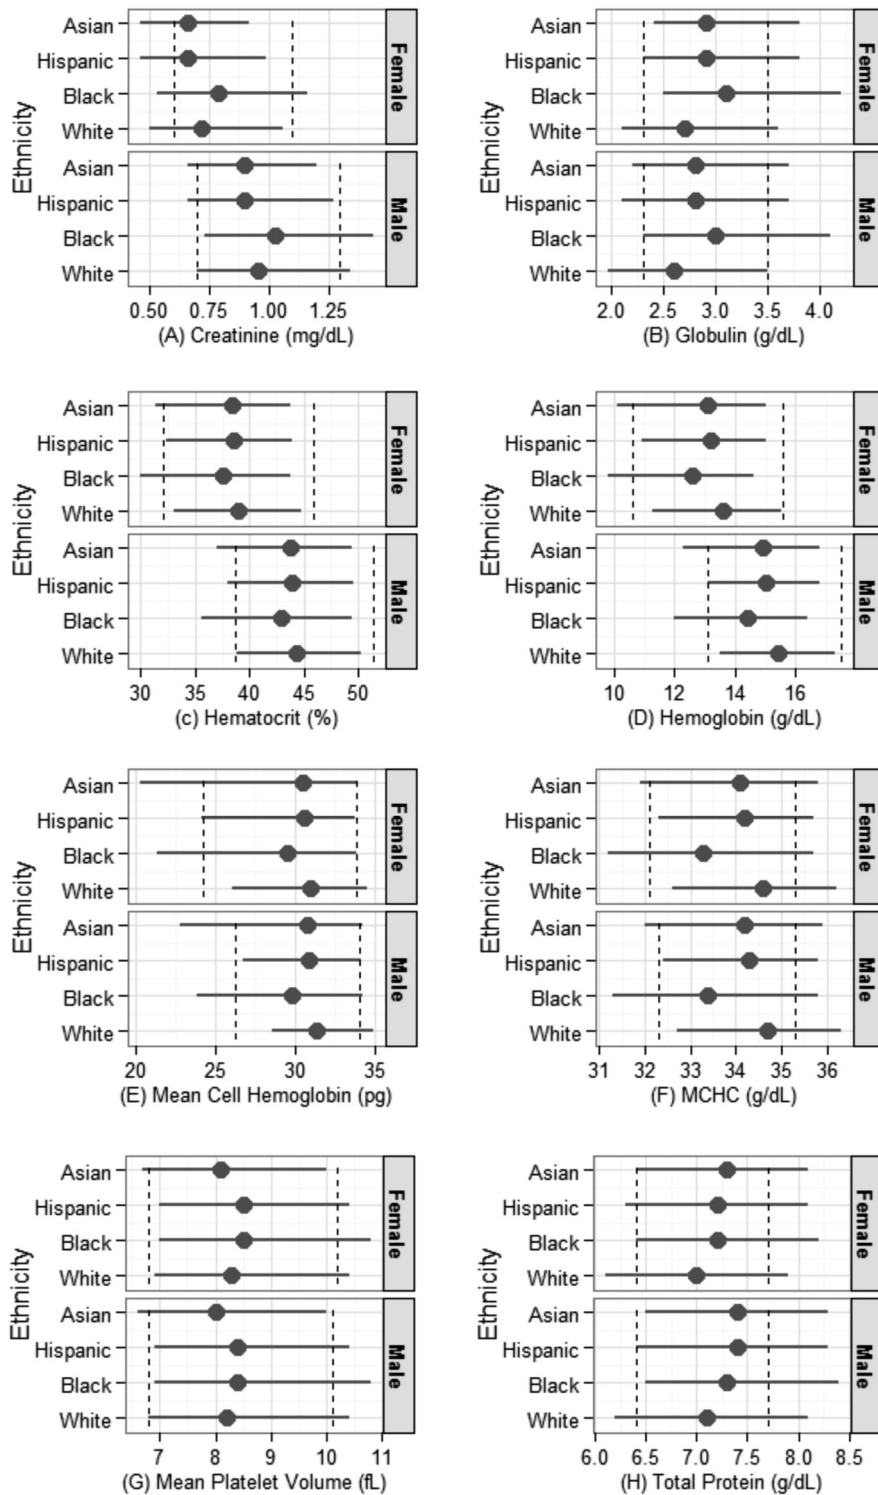 Ethnicity
Asian
Hispanic
Black
White
Female
Asian
Hispanic
Black
White
Male
0.50 0.75 1.00 1.25
(A) Creatinine (mg/dL)
Ethnicity
Asian
Hispanic
Black
White
Female
Asian
Hispanic
Black
White
Male
2.0 2.5 3.0 3.5 4.0
(B) Globulin (g/dL)
Ethnicity
Asian
Hispanic
Black
White
Female
Asian
Hispanic
Black
White
Male
30 35 40 45 50
(c) Hematocrit (%)
Ethnicity
Asian
Hispanic
Black
White
Female
Asian
Hispanic
Black
White
Male
10 12 14 16
(D) Hemoglobin (g/dL)
Ethnicity
Asian
Hispanic
Black
White
Female
Asian
Hispanic
Black
White
Male
20 25 30 35
(E) Mean Cell Hemoglobin (pg)
Ethnicity
Asian
Hispanic
Black
White
Female
Asian
Hispanic
Black
White
Male
31 32 33 34 35 36
(F) MCHC (g/dL)
Ethnicity
Asian
Hispanic
Black
White
Female
Asian
Hispanic
Black
White
Male
7 8 9 10 11
(G) Mean Platelet Volume (fL)
Ethnicity
Asian
Hispanic
Black
White
Female
Asian
Hispanic
Black
White
Male
6.0 6.5 7.0 7.5 8.0 8.5
(H) Total Protein (g/dL)